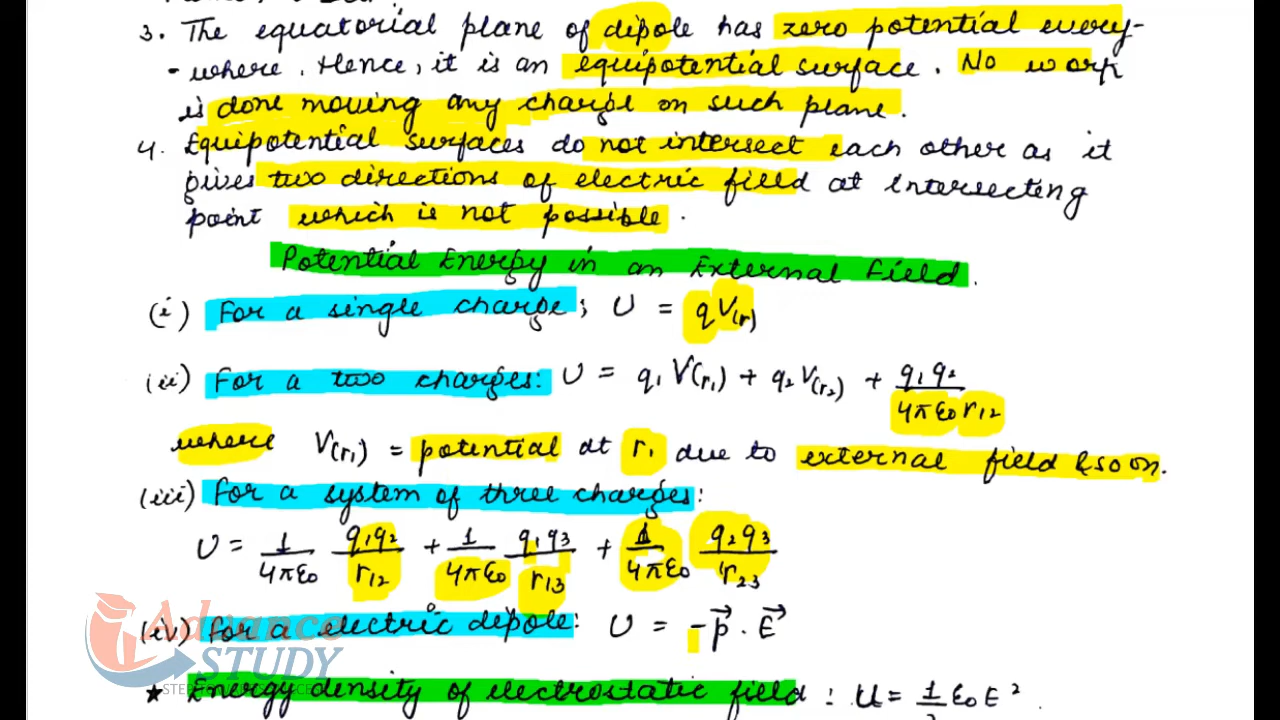 3. The equatorial plane of dipole has zero potential every-
-where. Hence, it is an equipotential surface. No work
is done moving any charge on such plane.
4. Equipotential surfaces do not intersect each other as it
gives two directions of electric field at intersecting
point which is not possible.
Potential Energy in an External Field.
(i) For a single charge; U = qV(r)
(ii) For a two charges: U = q₁V(r₁) + q₂V(r₂) + q₁q₂/4πε₀r₁₂
where V(r₁) = potential at r₁ due to external field & so on.
(iii) For a system of three charges:
U = 1/4πε₀ q₁q₂/r₁₂ + 1/4πε₀ q₁q₃/r₁₃ + 1/4πε₀ q₂q₃/r₂₃
(iv) For a electric dipole: U = -p⃗ . E⃗
Advance
STUDY
★ Energy density of electrostatic field : U = 1/2 ε₀E².